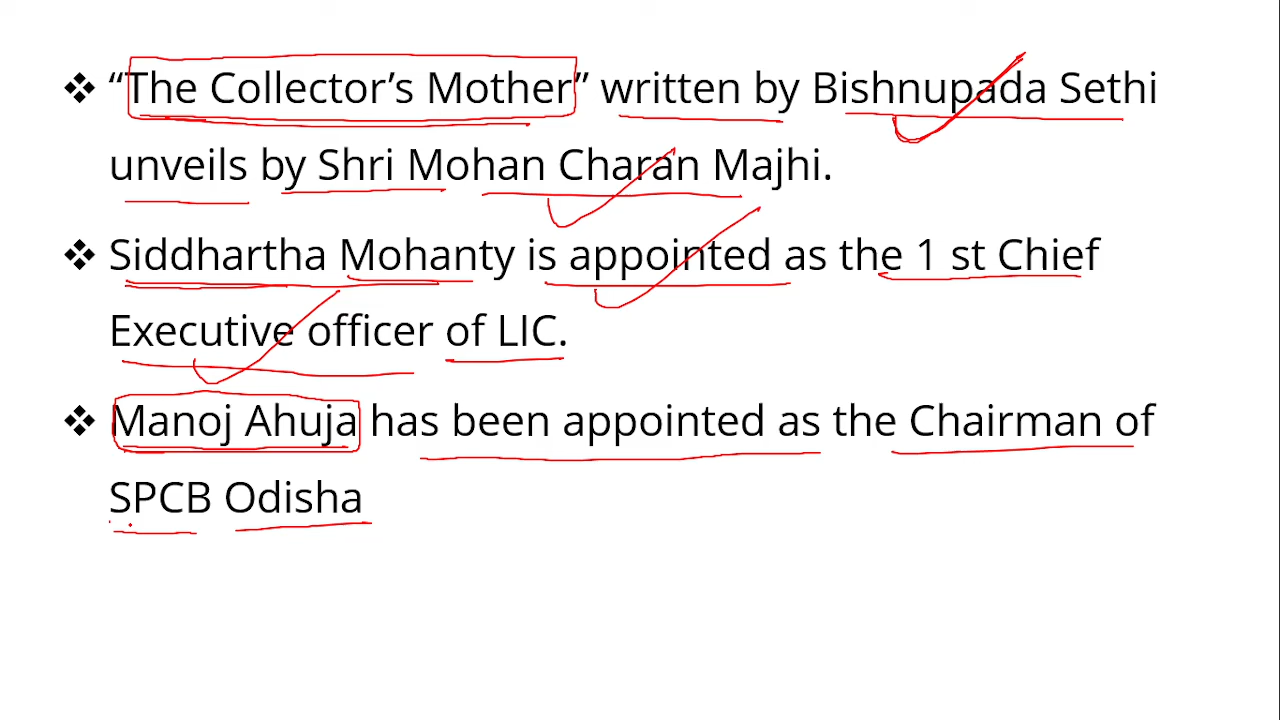 ❖ “The Collector’s Mother” written by Bishnupada Sethi
unveils by Shri Mohan Charan Majhi.
❖ Siddhartha Mohanty is appointed as the 1 st Chief
Executive officer of LIC.
❖ Manoj Ahuja has been appointed as the Chairman of
SPCB Odisha